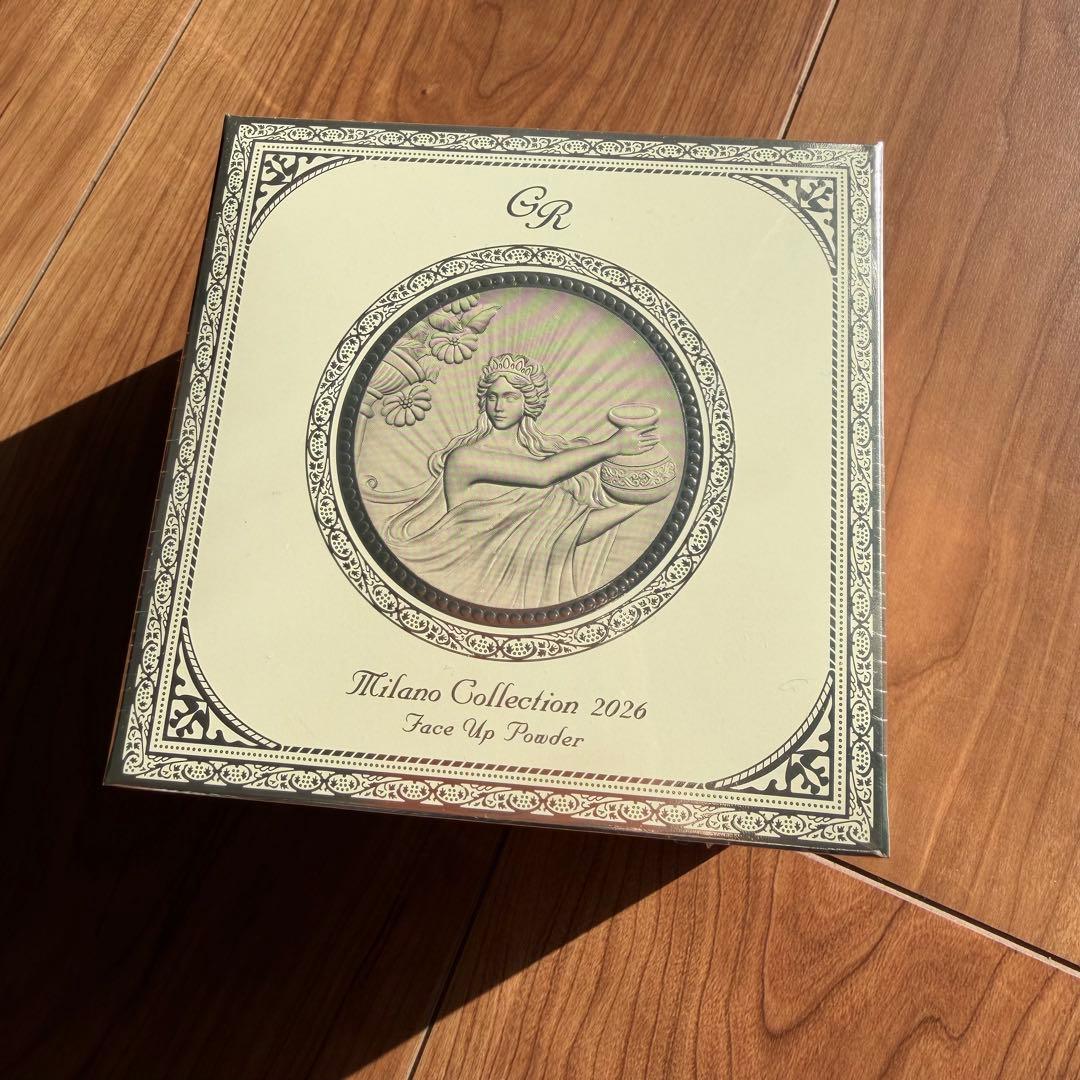 GR
Milano Collection 2026
Face Up Powder